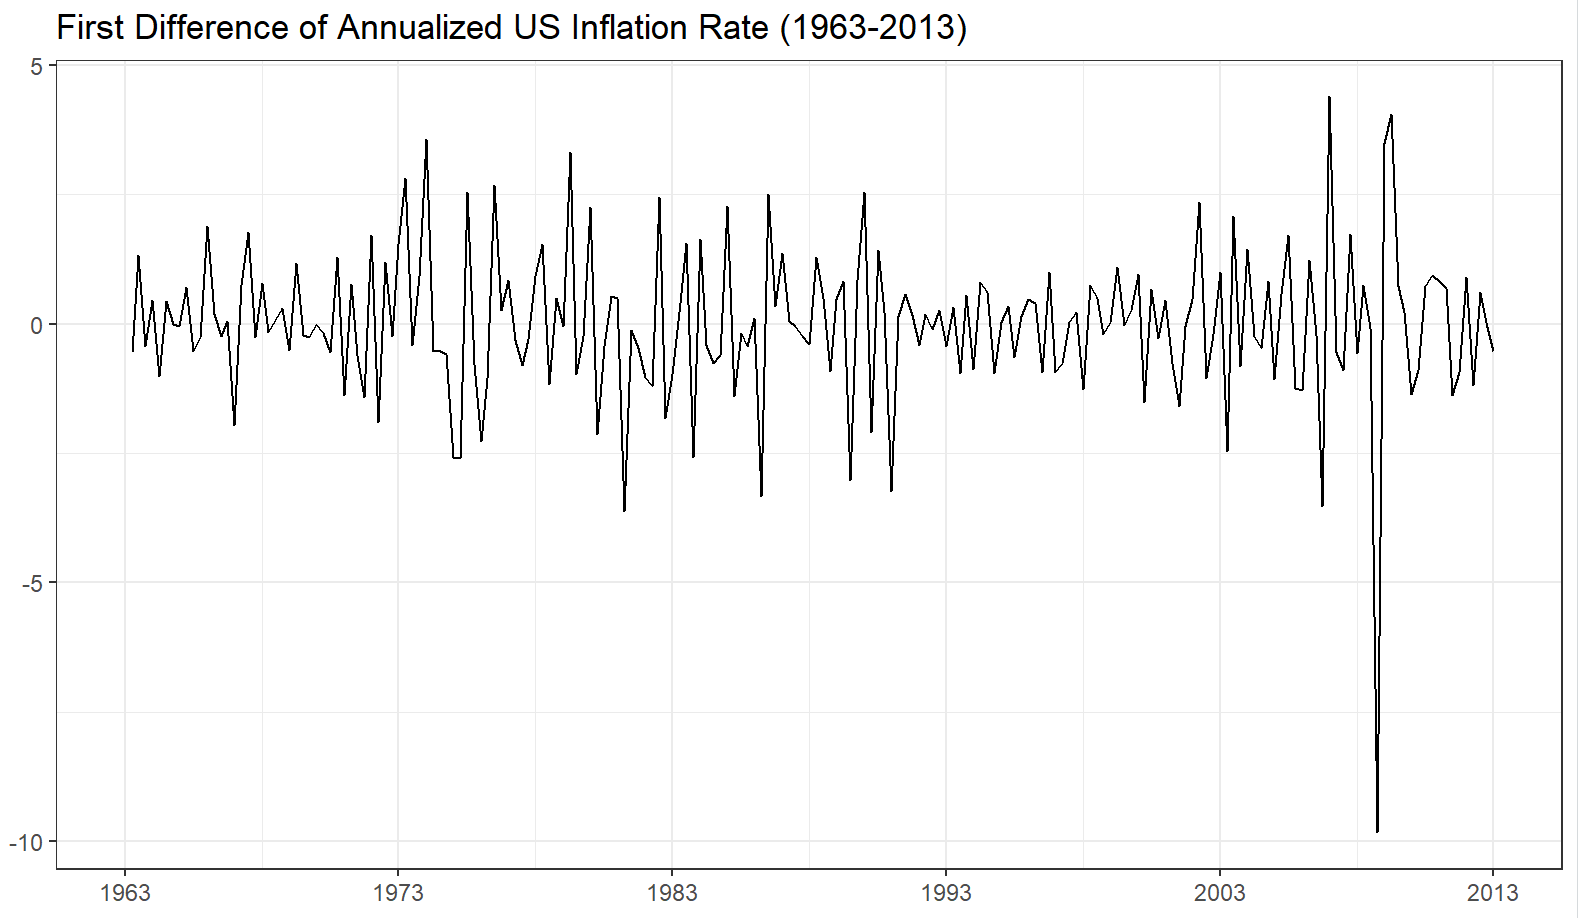 First Difference of Annualized US Inflation Rate (1963-2013)
5
0
-5
-10
1963 1973 1983 1993 2003 2013